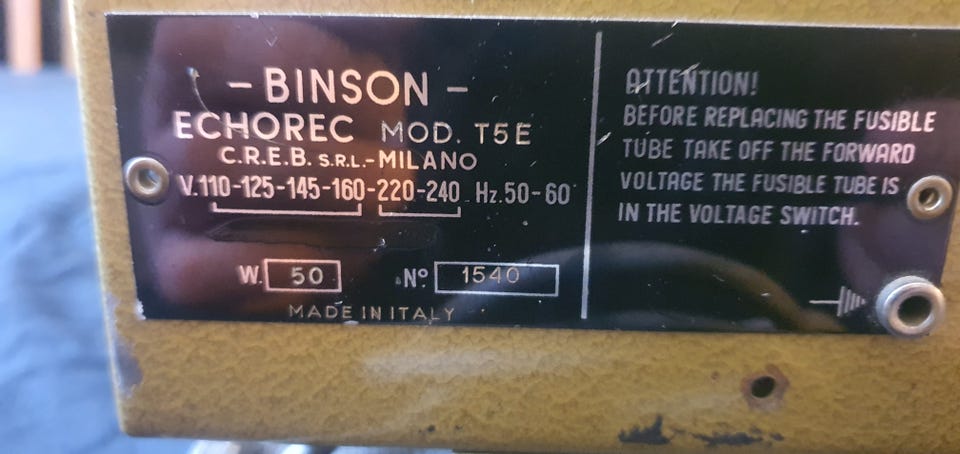 - BINSON -
ECHOREC MOD. T5E
C.R.E.B. S.R.L.-MILANO
V.110-125-145-160-220-240 Hz.50-60
W. 50 No. 1540
MADE IN ITALY
ATTENTION!
BEFORE REPLACING THE FUSIBLE
TUBE TAKE OFF THE FORWARD
VOLTAGE THE FUSIBLE TUBE IS
IN THE VOLTAGE SWITCH.